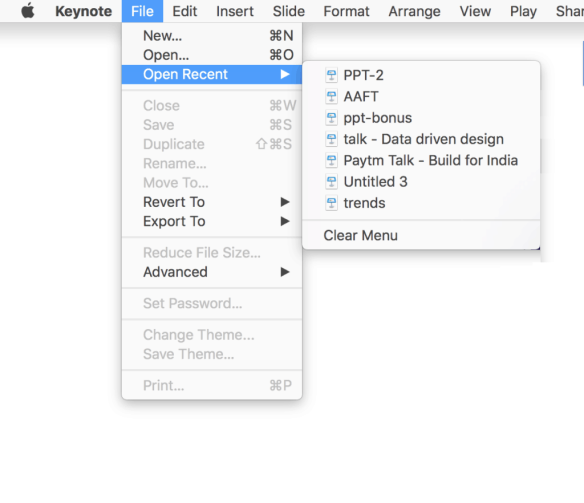 Keynote File Edit Insert Slide Format Arrange View Play Shar
New... ⌘N
Open... ⌘O
Open Recent ▶
Close ⌘W
Save ⌘S
Duplicate ⇧⌘S
Rename...
Move To...
Revert To ▶
Export To ▶
Reduce File Size...
Advanced ▶
Set Password...
Change Theme...
Save Theme...
Print... ⌘P
PPT-2
AAFT
ppt-bonus
talk - Data driven design
Paytm Talk - Build for India
Untitled 3
trends
Clear Menu